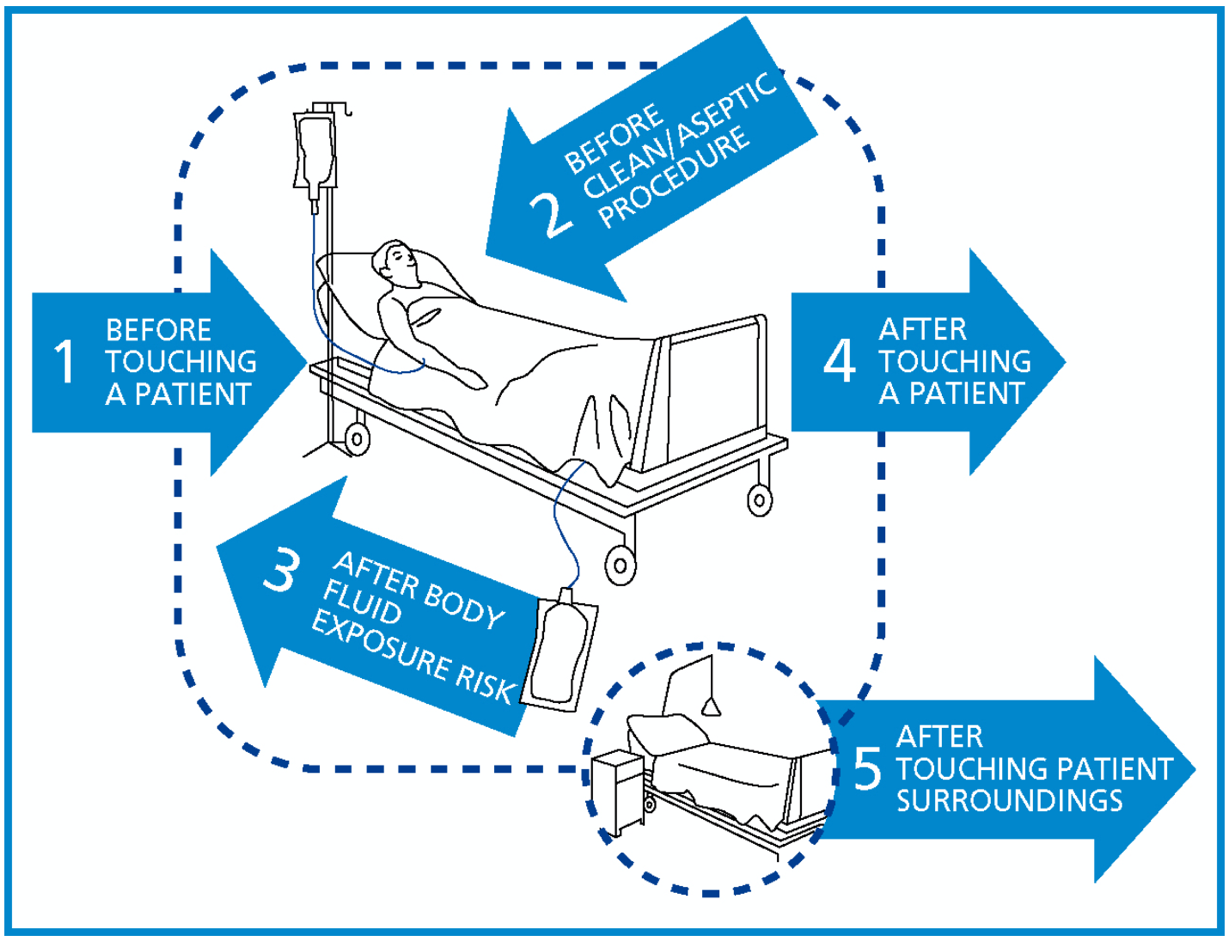 1
BEFORE
TOUCHING
A PATIENT
2
BEFORE
CLEAN/ASEPTIC
PROCEDURE
3
AFTER BODY
FLUID
EXPOSURE RISK
4
AFTER
TOUCHING
A PATIENT
5
AFTER
TOUCHING PATIENT
SURROUNDINGS